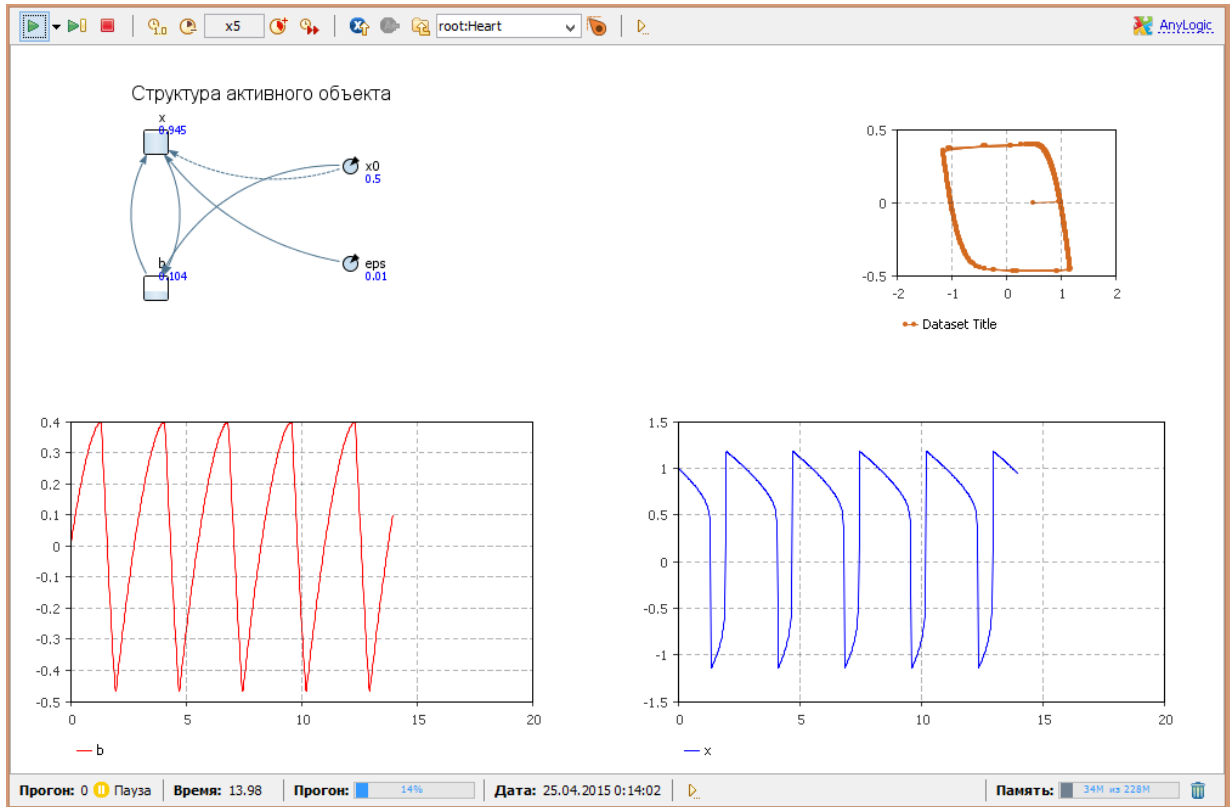 x5 root:Heart AnyLogic
Структура активного объекта
x
0.945
x0
0.5
b
0.104
eps
0.01
0.5
0
-0.5
-2 -1 0 1 2
Dataset Title
0.4
0.3
0.2
0.1
0
-0.1
-0.2
-0.3
-0.4
-0.5
0 5 10 15 20
b
1.5
1
0.5
0
-0.5
-1
-1.5
0 5 10 15 20
x
Прогон: 0 Пауза Время: 13.98 Прогон: 14% Дата: 25.04.2015 0:14:02 Память: 34M из 228M